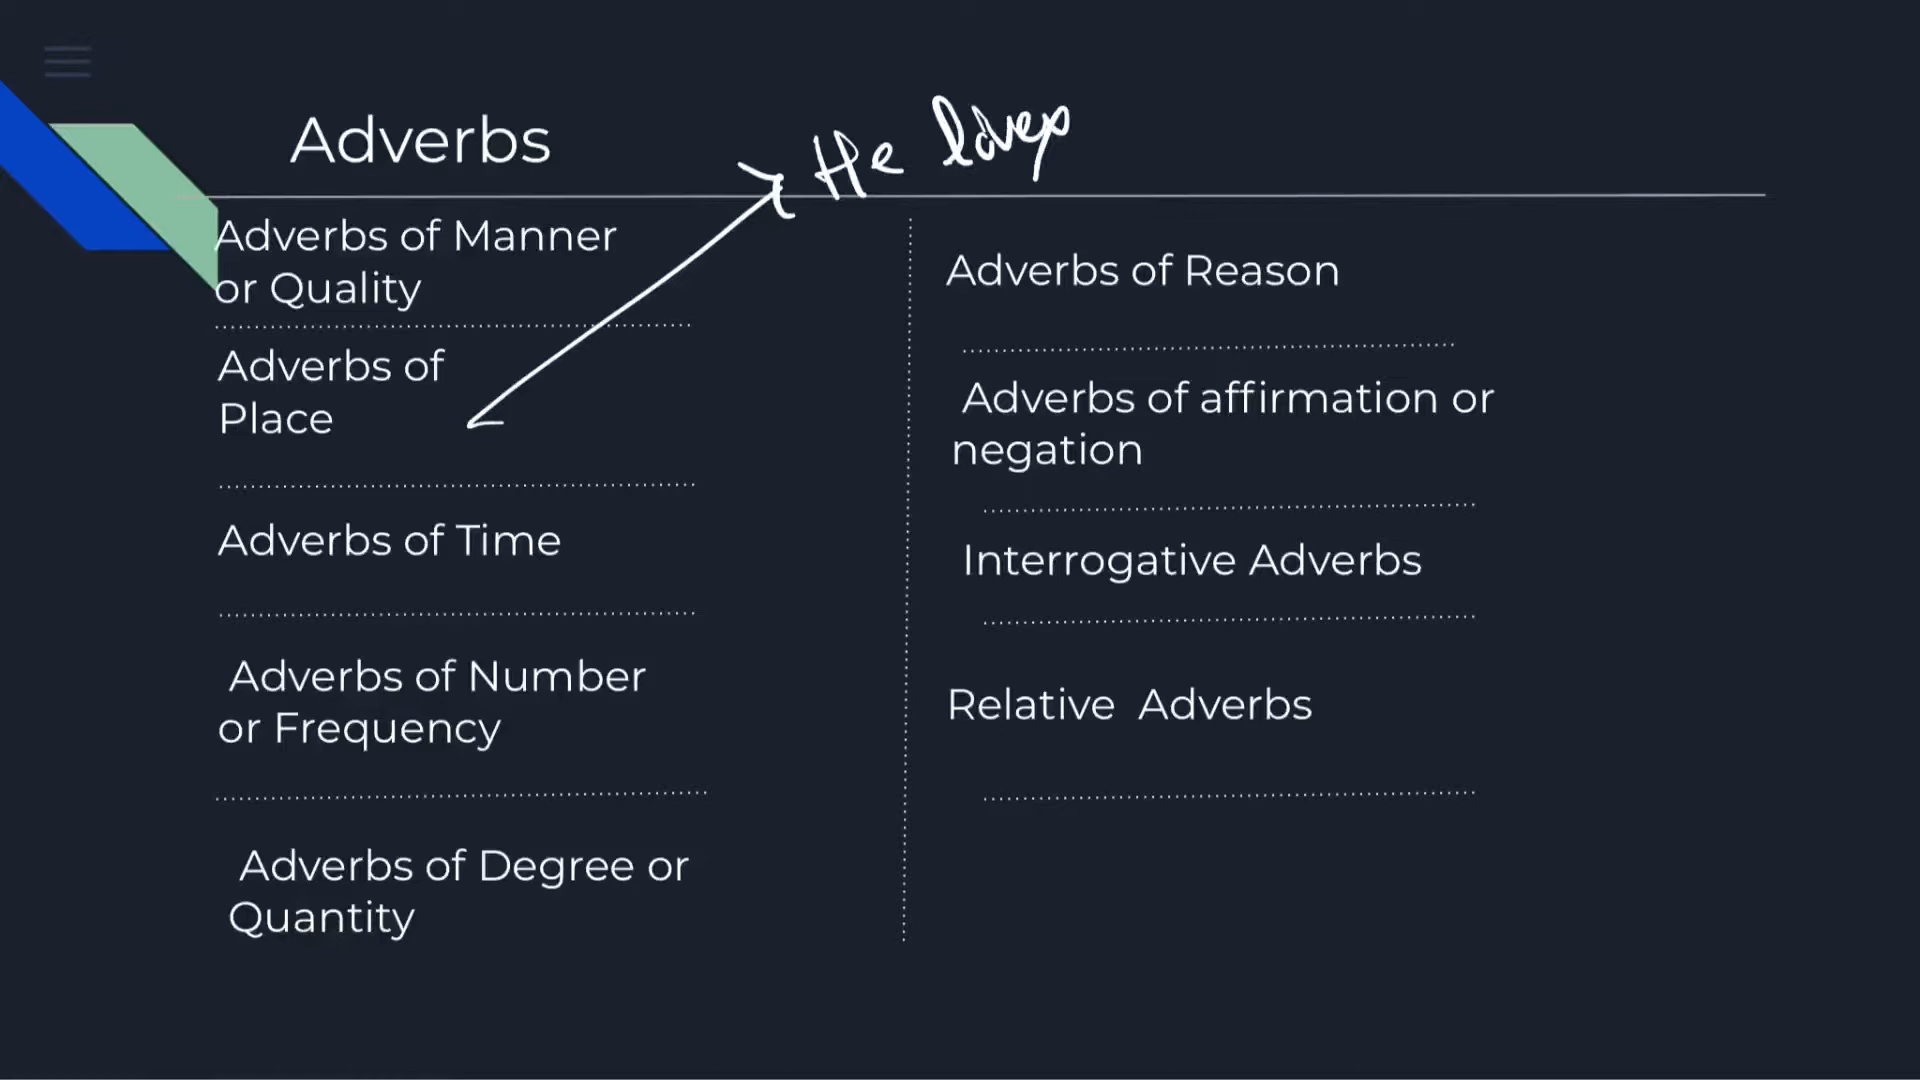 Adverbs
He
Adverbs of Manner
or Quality
Adverbs of
Place
Adverbs of Time
Adverbs of Number
or Frequency
Adverbs of Degree or
Quantity
Adverbs of Reason
Adverbs of affirmation or
negation
Interrogative Adverbs
Relative Adverbs